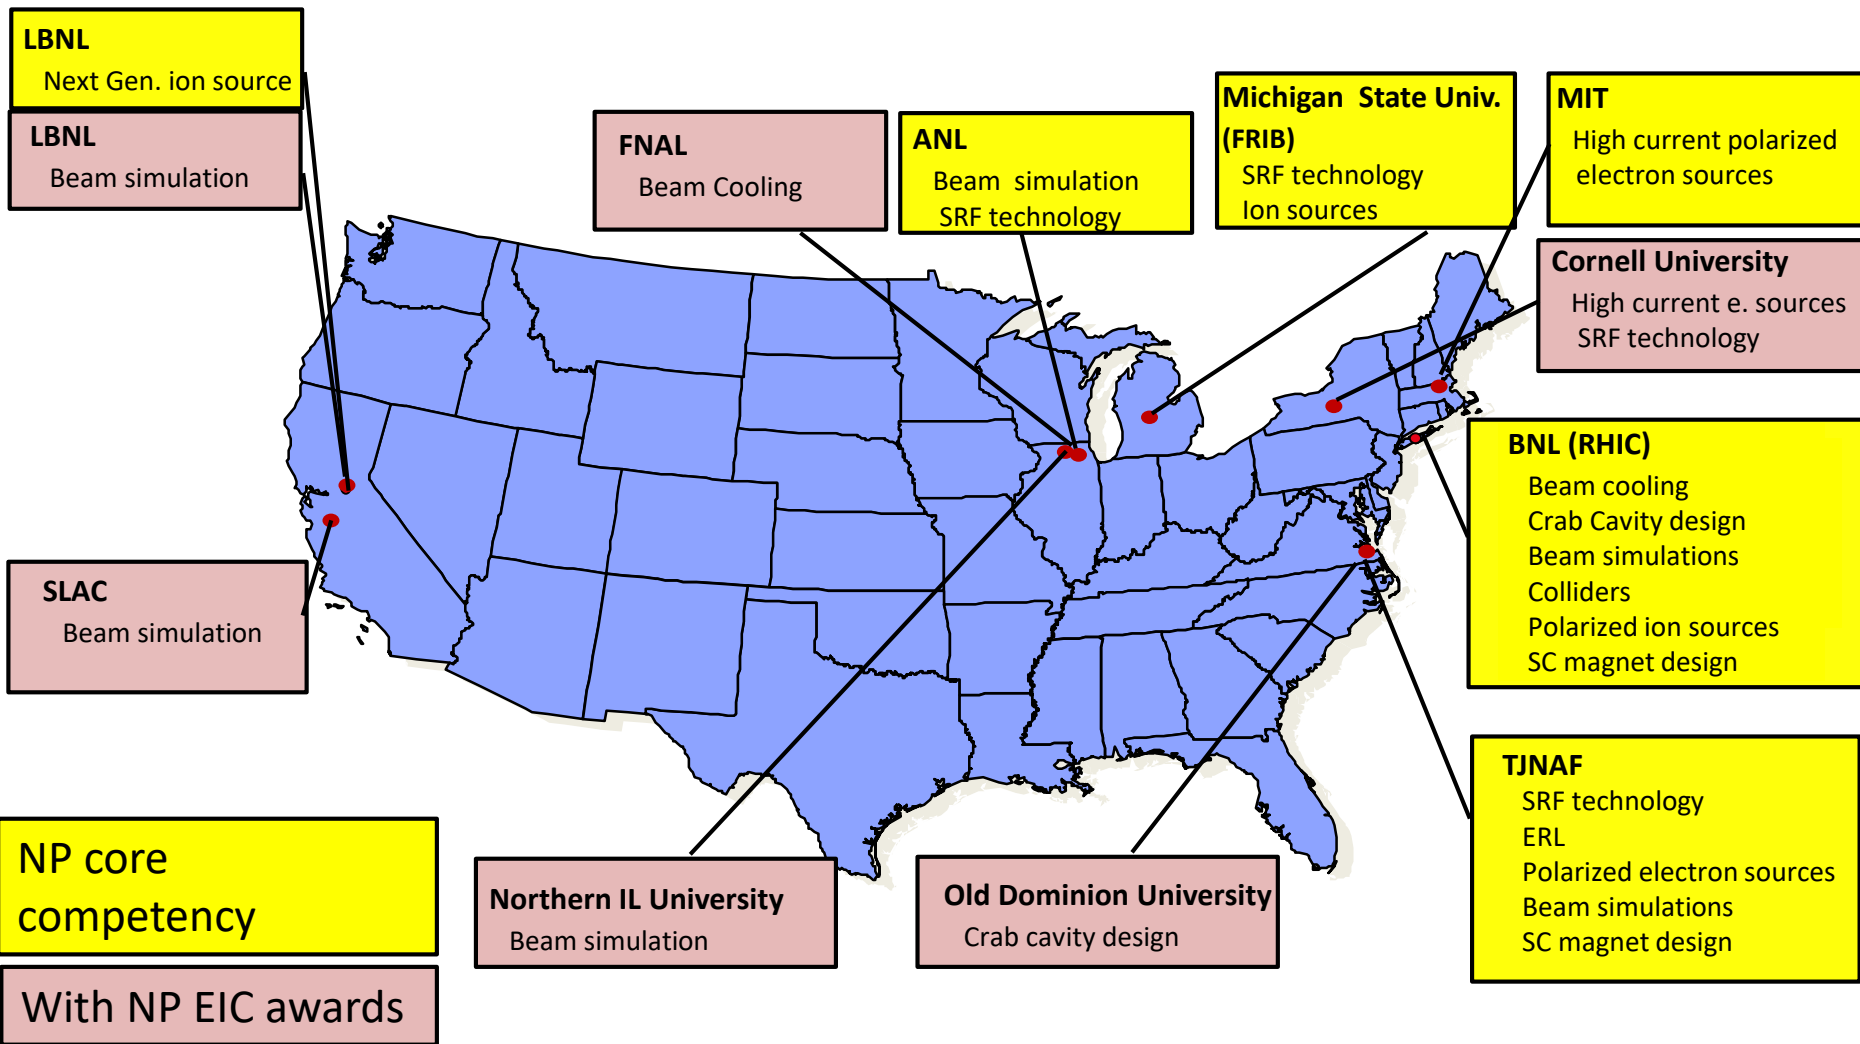 LBNL
Next Gen. ion source
LBNL
Beam simulation
FNAL
Beam Cooling
ANL
Beam simulation
SRF technology
Michigan State Univ.
(FRIB)
SRF technology
Ion sources
MIT
High current polarized
electron sources
Cornell University
High current e. sources
SRF technology
BNL (RHIC)
Beam cooling
Crab Cavity design
Beam simulations
Colliders
Polarized ion sources
SC magnet design
SLAC
Beam simulation
TJNAF
SRF technology
ERL
Polarized electron sources
Beam simulations
SC magnet design
Northern IL University
Beam simulation
Old Dominion University
Crab cavity design
NP core
competency
With NP EIC awards